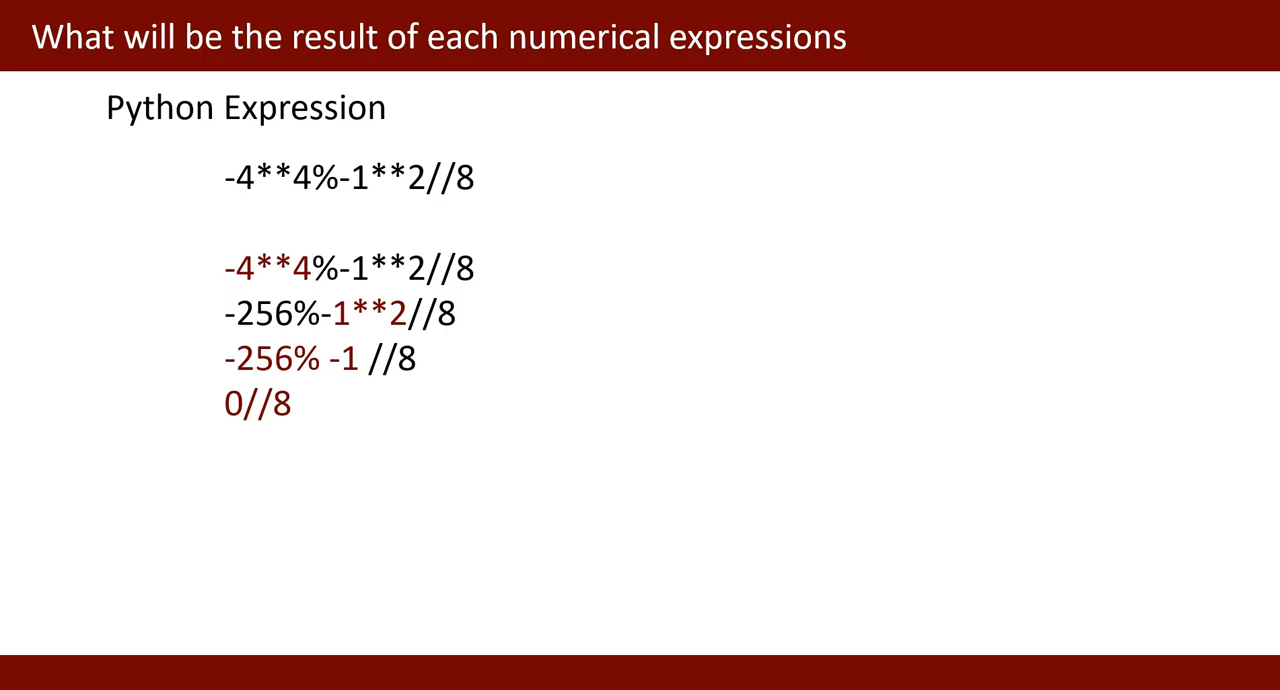 What will be the result of each numerical expressions
Python Expression
-4**4%-1**2//8
-4**4%-1**2//8
-256%-1**2//8
-256% -1 //8
0//8